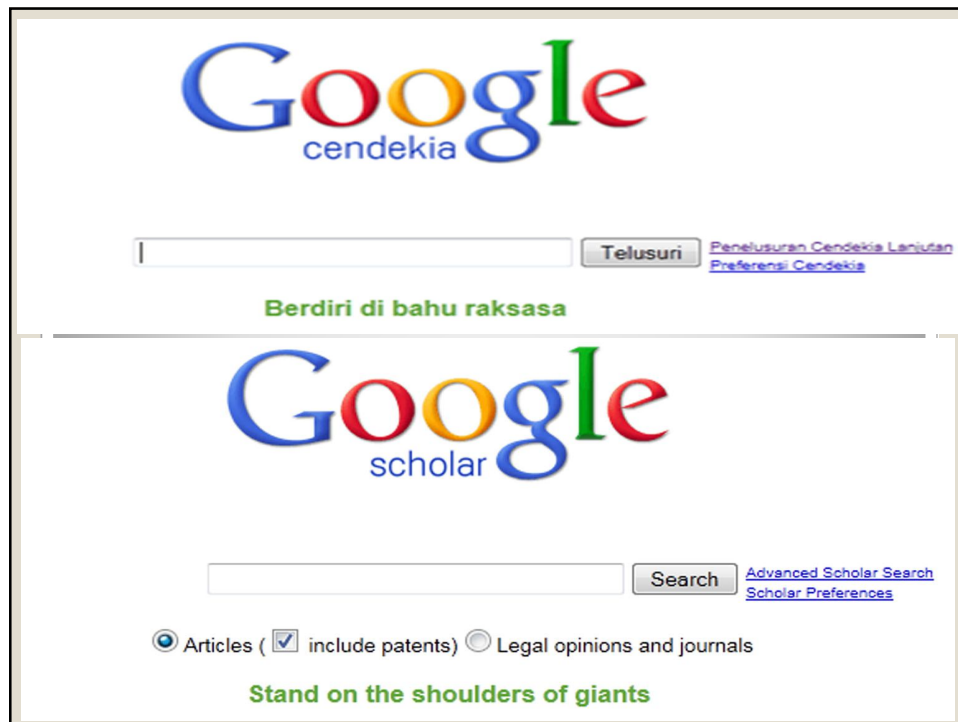 Google
cendekia
Telusuri
Penelusuran Cendekia Lanjutan
Preferensi Cendekia
Berdiri di bahu raksasa
Google
scholar
Search
Advanced Scholar Search
Scholar Preferences
Articles ( include patents) Legal opinions and journals
Stand on the shoulders of giants